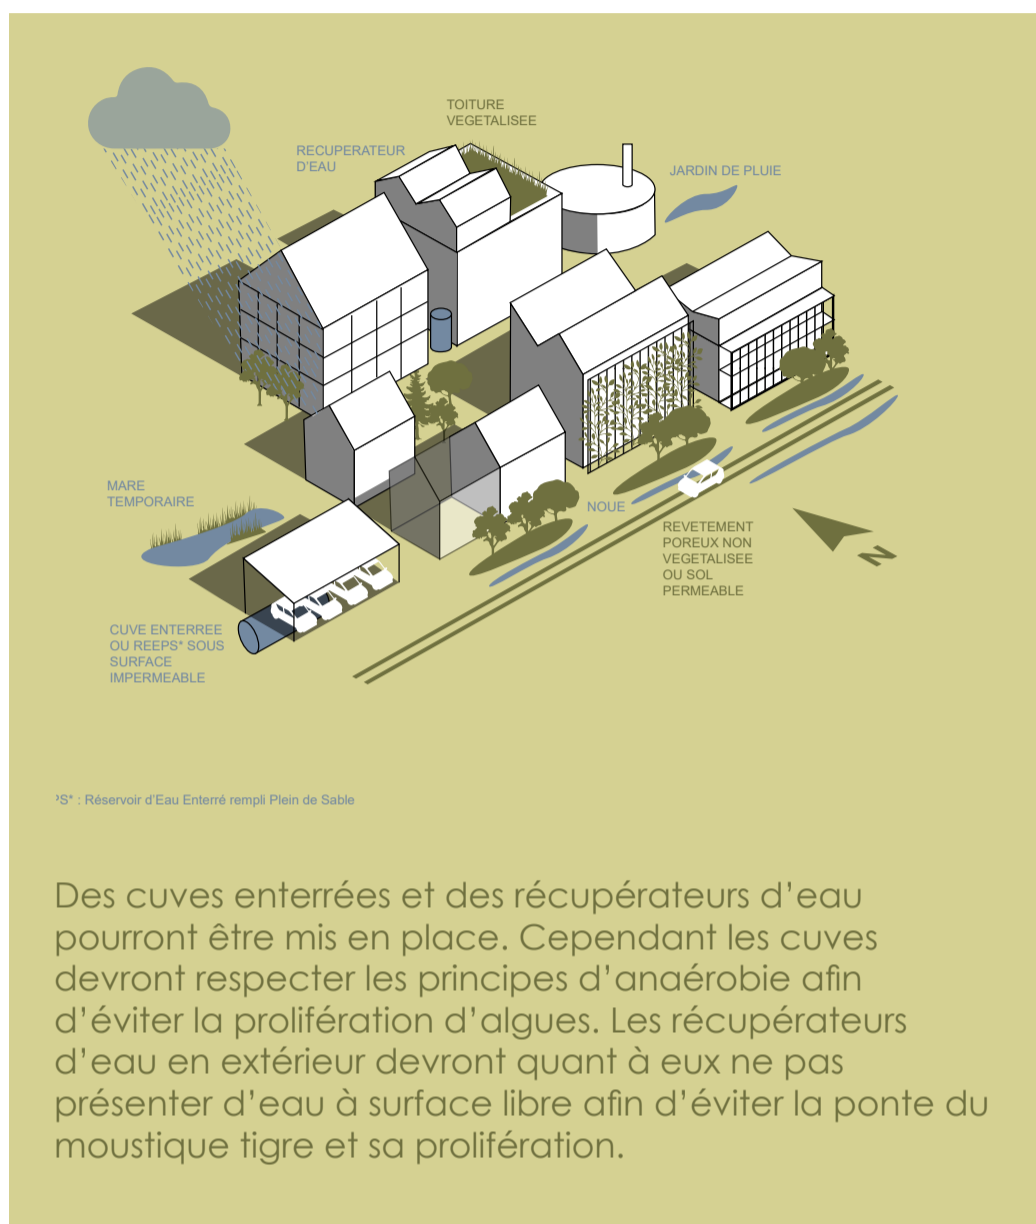 TOITURE
VEGETALISEE
RECUPERATEUR
D'EAU
JARDIN DE PLUIE
MARE
TEMPORAIRE
NOUE
REVETEMENT
POREUX NON
VEGETALISEE
OU SOL
PERMEABLE
N
CUVE ENTERREE
OU REEPS* SOUS
SURFACE
IMPERMEABLE
PS* : Réservoir d'Eau Enterré rempli Plein de Sable
Des cuves enterrées et des récupérateurs d'eau
pourront être mis en place. Cependant les cuves
devront respecter les principes d'anaérobie afin
d'éviter la prolifération d'algues. Les récupérateurs
d'eau en extérieur devront quant à eux ne pas
présenter d'eau à surface libre afin d'éviter la ponte du
moustique tigre et sa prolifération.